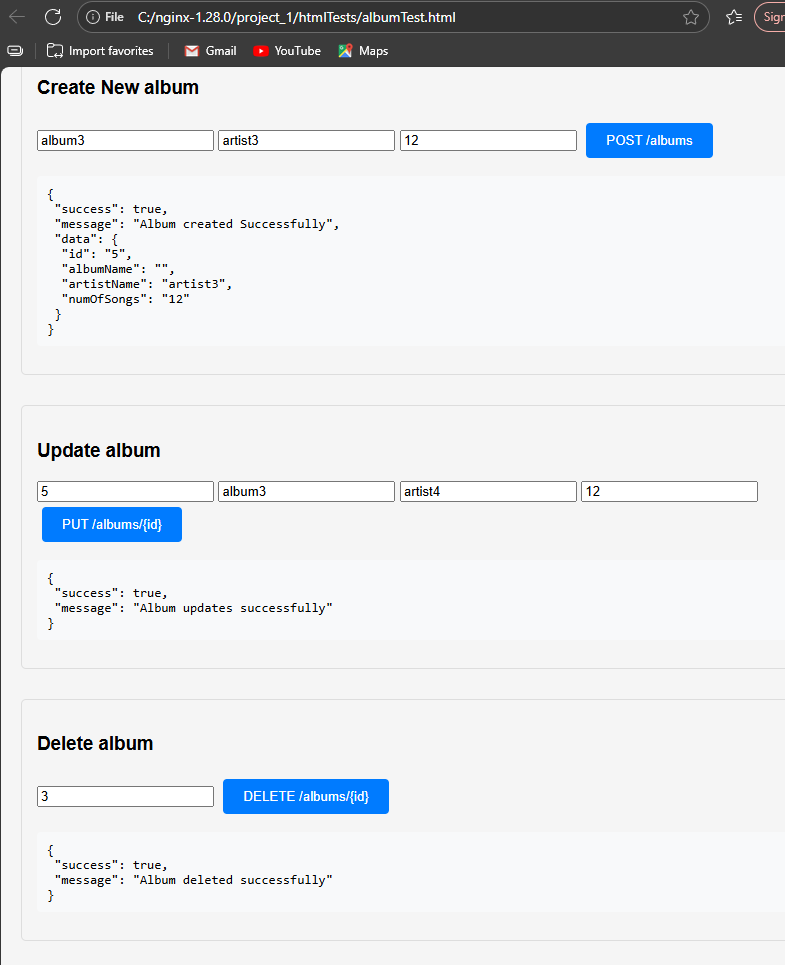 File C:/nginx-1.28.0/project_1/htmlTests/albumTest.html
Import favorites Gmail YouTube Maps
Create New album
album3 artist3 12 POST /albums
{
"success": true,
"message": "Album created Successfully",
"data": {
"id": "5",
"albumName": "",
"artistName": "artist3",
"numOfSongs": "12"
}
}
Update album
5 album3 artist4 12
PUT /albums/{id}
{
"success": true,
"message": "Album updates successfully"
}
Delete album
3 DELETE /albums/{id}
{
"success": true,
"message": "Album deleted successfully"
}